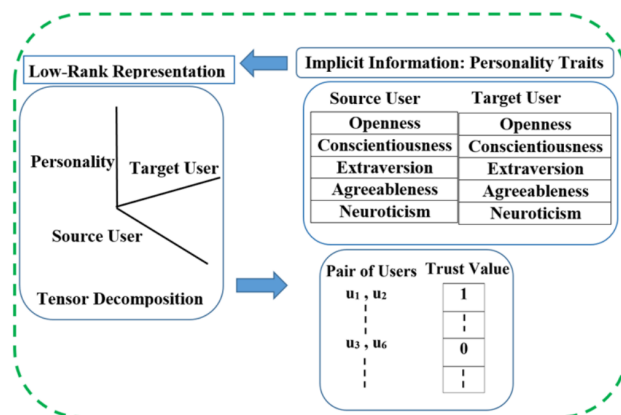 Low-Rank Representation
Implicit Information: Personality Traits
Personality
Target User
Source User
Tensor Decomposition
Source User Target User
Openness Openness
Conscientiousness Conscientiousness
Extraversion Extraversion
Agreeableness Agreeableness
Neuroticism Neuroticism
Pair of Users Trust Value
u1 , u2 1
u3 , u6 0